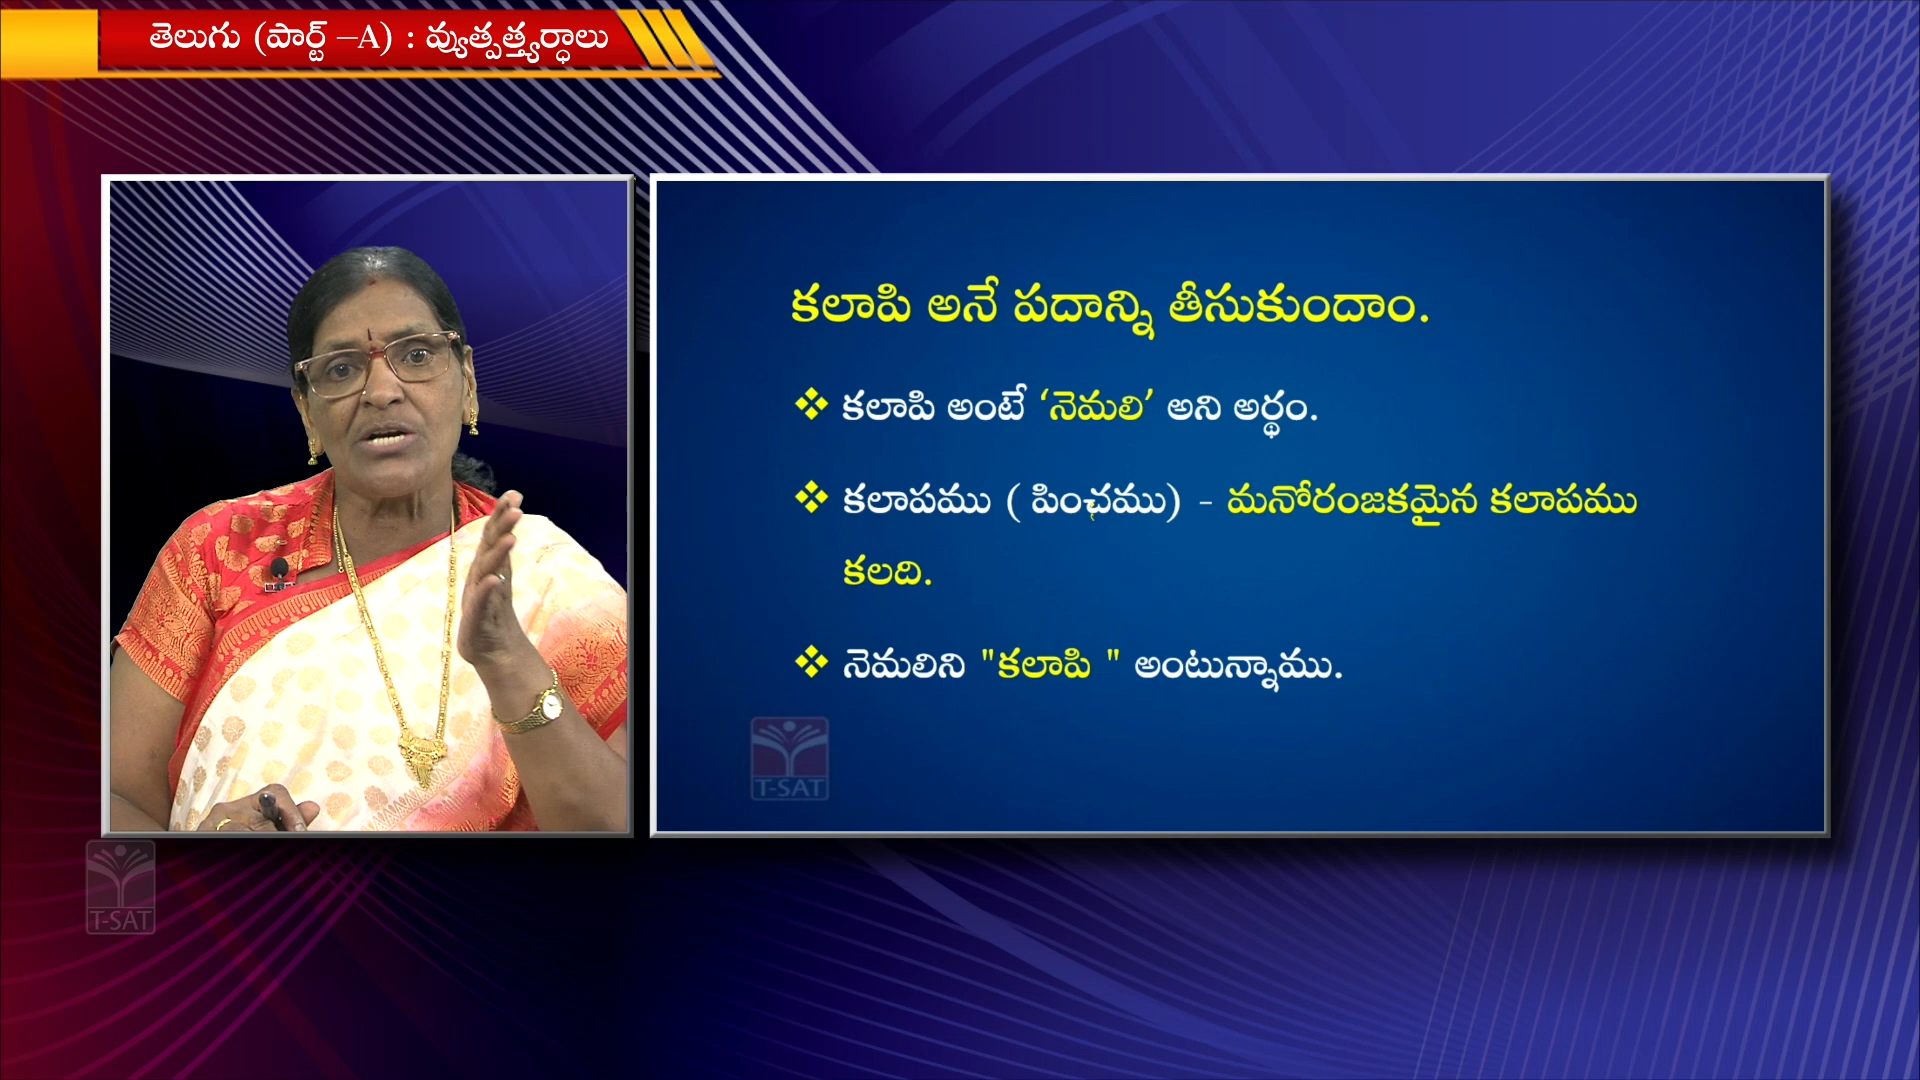 తెలుగు (పార్ట్ –A) : వ్యుత్పత్త్యర్థాలు
కలాపి అనే పదాన్ని తీసుకుందాం.
❖ కలాపి అంటే ‘నెమలి’ అని అర్థం.
❖ కలాపము ( పింఛము) - మనోరంజకమైన కలాపము
కలది.
❖ నెమలిని "కలాపి " అంటున్నాము.
T-SAT
T-SAT